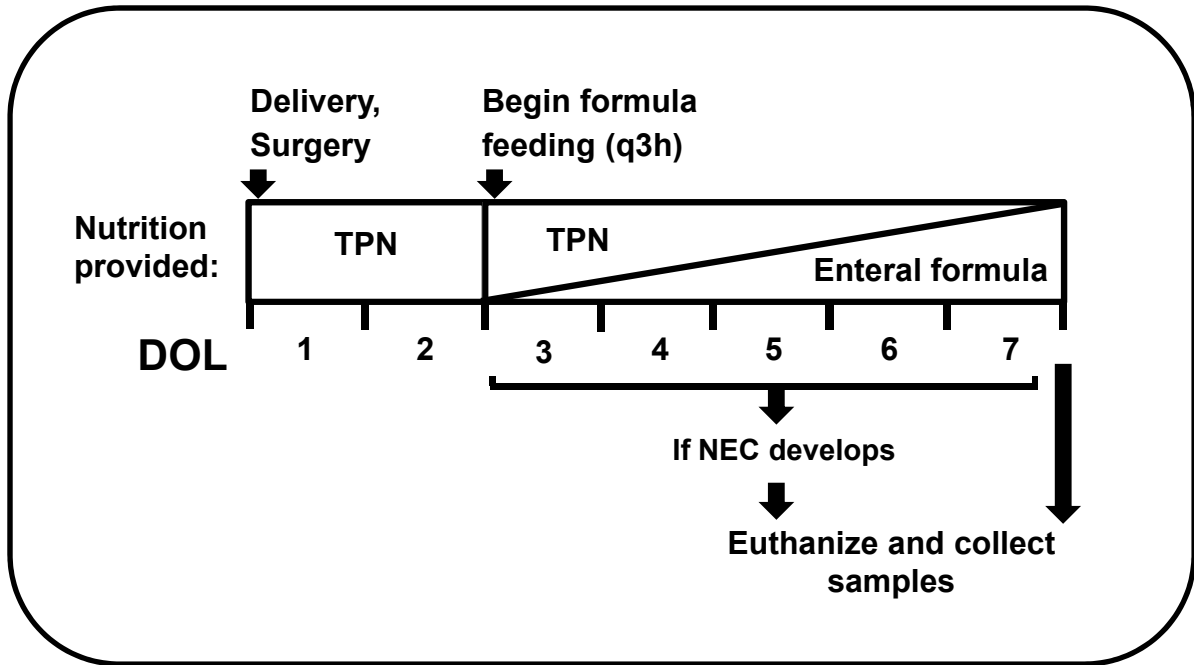 Delivery,
Surgery
Begin formula
feeding (q3h)
Nutrition
provided:
TPN
TPN
Enteral formula
DOL
1 2 3 4 5 6 7
If NEC develops
Euthanize and collect
samples